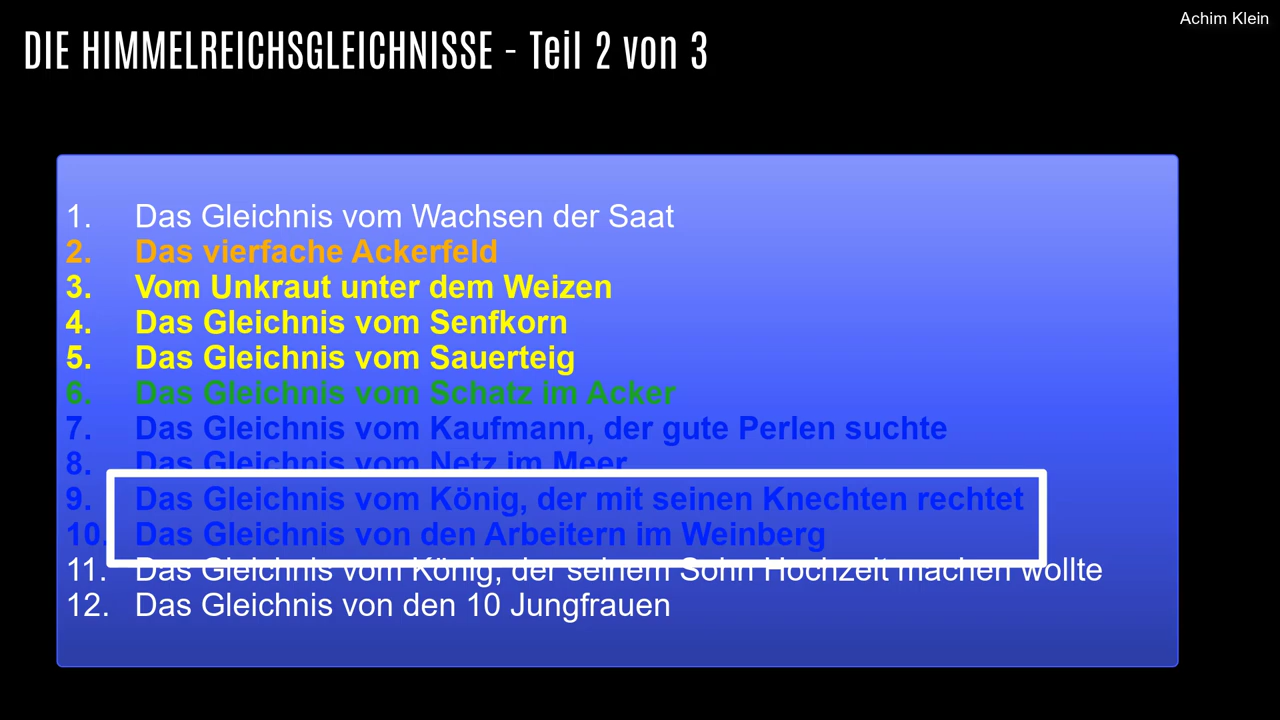 Achim Klein
DIE HIMMELREICHSGLEICHNISSE - Teil 2 von 3
1. Das Gleichnis vom Wachsen der Saat
2. Das vierfache Ackerfeld
3. Vom Unkraut unter dem Weizen
4. Das Gleichnis vom Senfkorn
5. Das Gleichnis vom Sauerteig
6. Das Gleichnis vom Schatz im Acker
7. Das Gleichnis vom Kaufmann, der gute Perlen suchte
8. Das Gleichnis vom Netz im Meer
9. Das Gleichnis vom König, der mit seinen Knechten rechtet
10. Das Gleichnis von den Arbeitern im Weinberg
11. Das Gleichnis vom König, der seinem Sohn Hochzeit machen wollte
12. Das Gleichnis von den 10 Jungfrauen